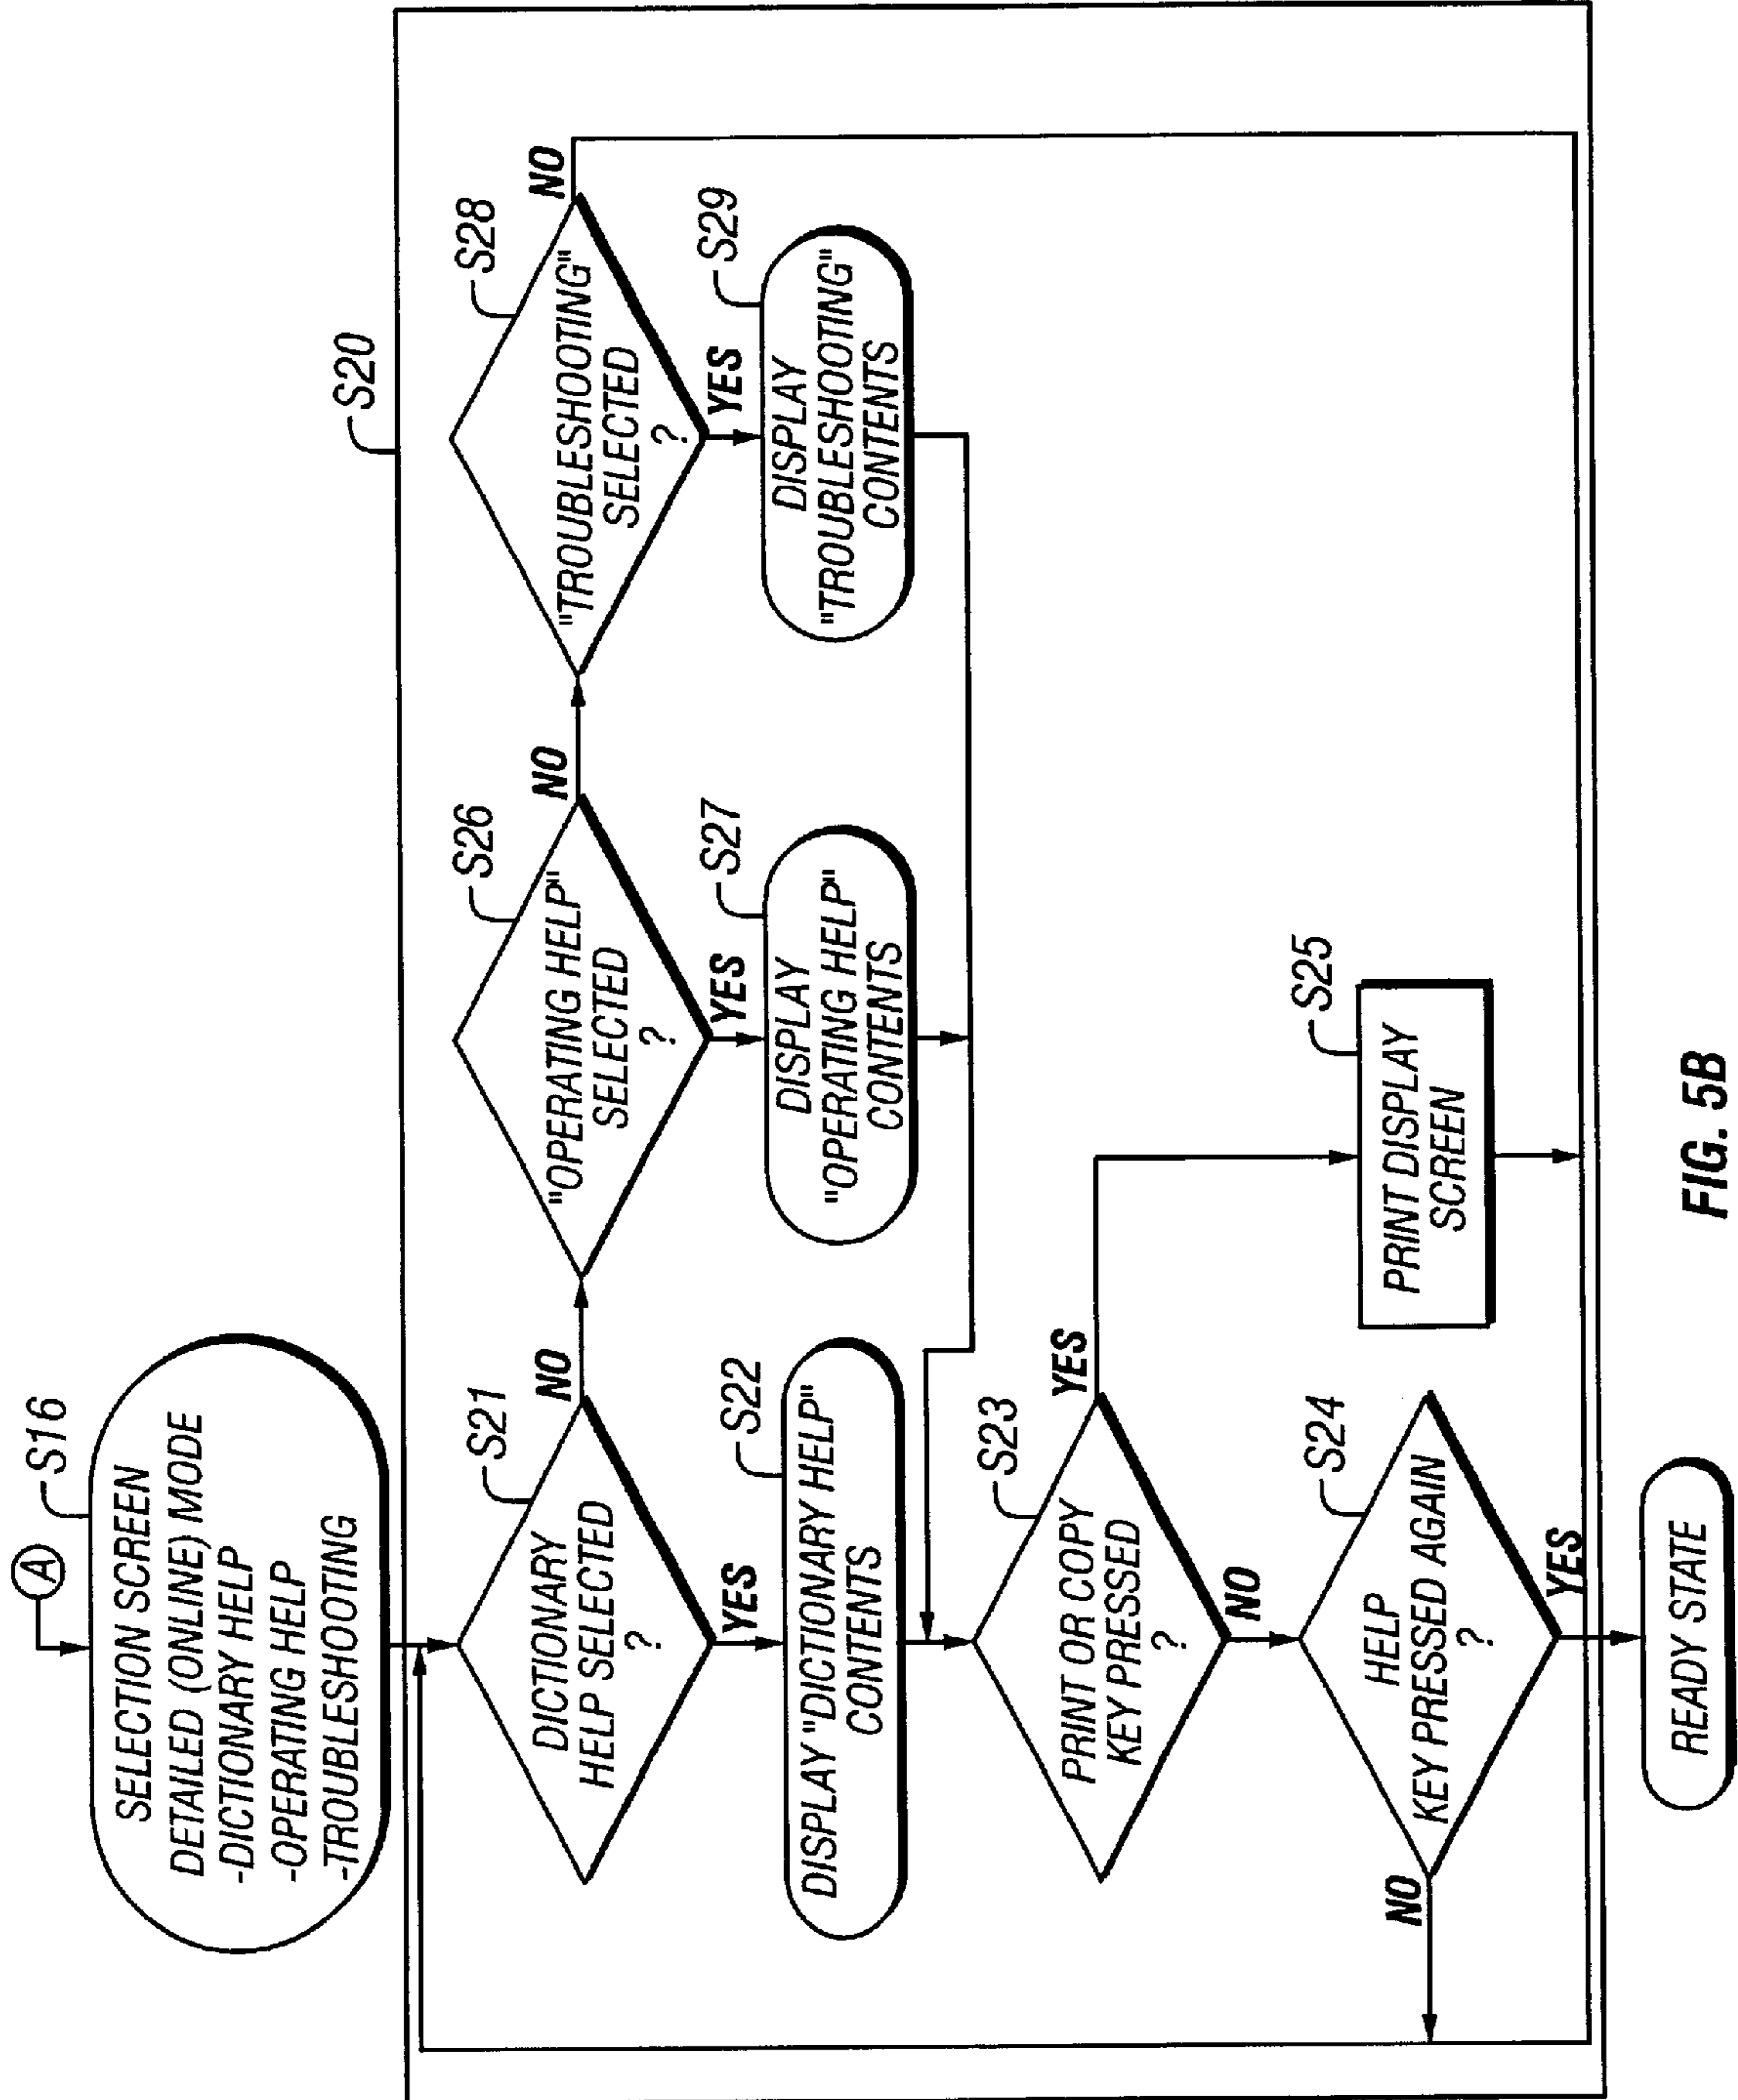 A
S16
SELECTION SCREEN
DETAILED (ONLINE) MODE
-DICTIONARY HELP
-OPERATING HELP
-TROUBLESHOOTING
S20
S21
DICTIONARY
HELP SELECTED
?
NO
YES
S26
"OPERATING HELP"
SELECTED
?
NO
YES
S28
"TROUBLESHOOTING"
SELECTED
?
NO
YES
S22
DISPLAY "DICTIONARY HELP"
CONTENTS
S27
DISPLAY
"OPERATING HELP"
CONTENTS
S29
DISPLAY
"TROUBLESHOOTING"
CONTENTS
S23
PRINT OR COPY
KEY PRESSED
?
YES
NO
S24
HELP
KEY PRESSED AGAIN
?
NO
YES
S25
PRINT DISPLAY
SCREEN
READY STATE
FIG. 5B